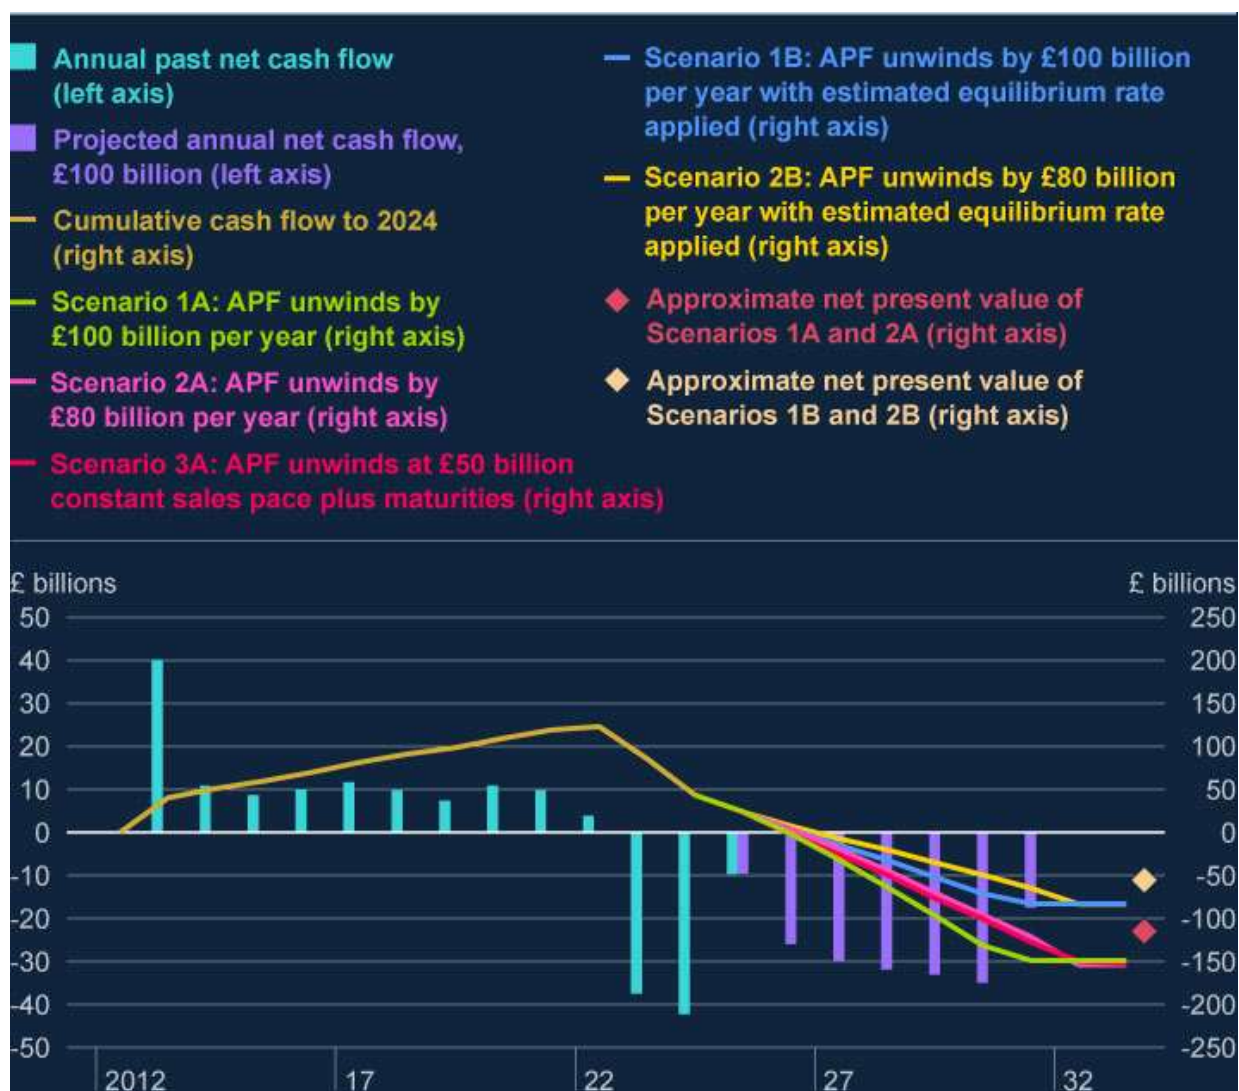 Annual past net cash flow
(left axis)
Projected annual net cash flow,
£100 billion (left axis)
Cumulative cash flow to 2024
(right axis)
Scenario 1A: APF unwinds by
£100 billion per year (right axis)
Scenario 2A: APF unwinds by
£80 billion per year (right axis)
Scenario 3A: APF unwinds at £50 billion
constant sales pace plus maturities (right axis)
Scenario 1B: APF unwinds by £100 billion
per year with estimated equilibrium rate
applied (right axis)
Scenario 2B: APF unwinds by £80 billion
per year with estimated equilibrium rate
applied (right axis)
Approximate net present value of
Scenarios 1A and 2A (right axis)
Approximate net present value of
Scenarios 1B and 2B (right axis)
£ billions £ billions
50 250
40 200
30 150
20 100
10 50
0 0
-10 -50
-20 -100
-30 -150
-40 -200
-50 -250
2012 17 22 27 32